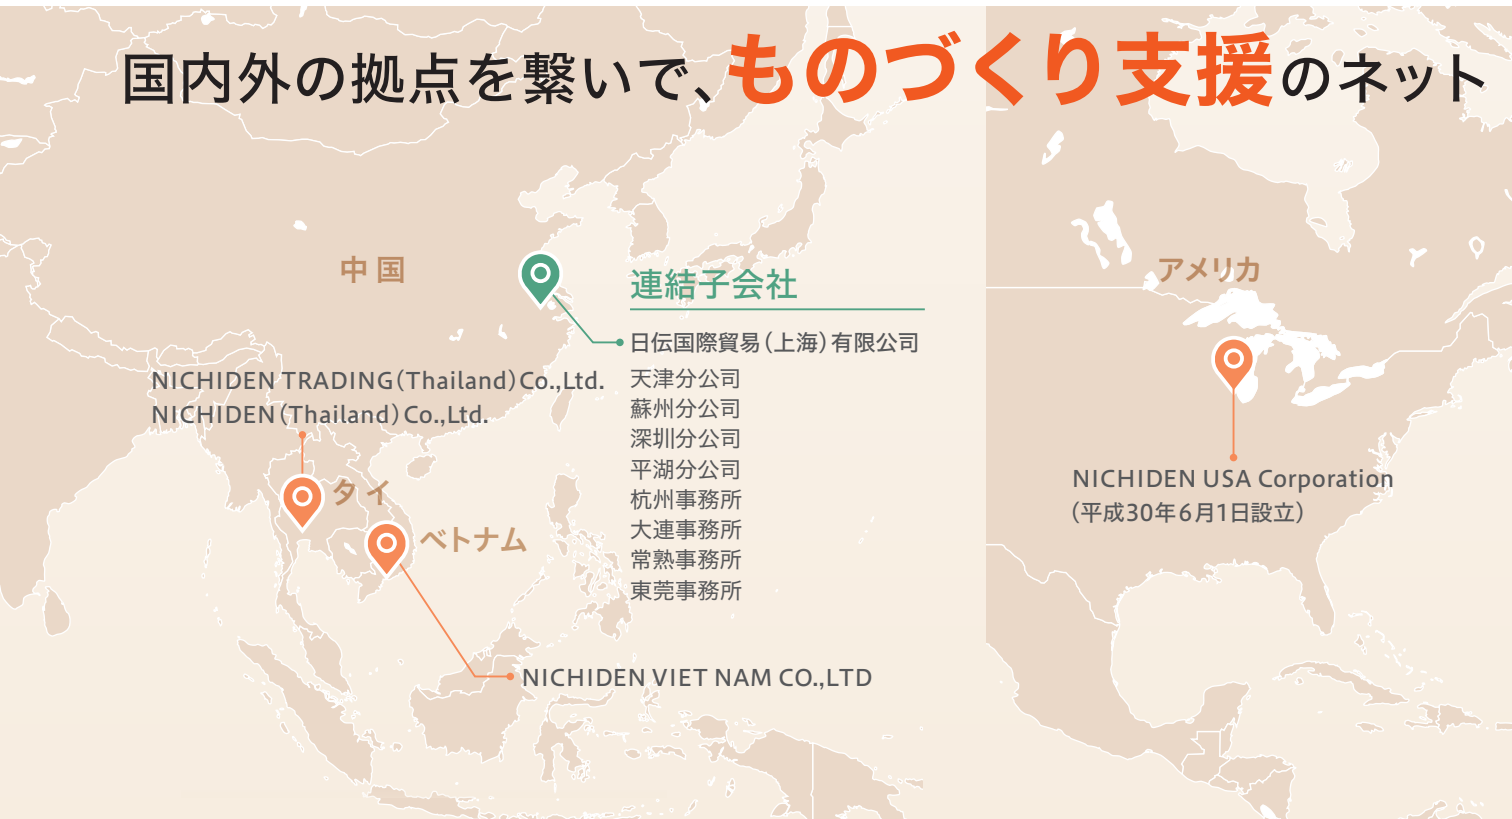 国内外の拠点を繋いで、ものづくり支援のネット
中国
連結子会社
日伝国際貿易（上海）有限公司
天津分公司
蘇州分公司
深圳分公司
平湖分公司
杭州事務所
大連事務所
常熟事務所
東莞事務所
NICHIDEN TRADING（Thailand）Co.,Ltd.
NICHIDEN（Thailand）Co.,Ltd.
タイ
ベトナム
NICHIDEN VIET NAM CO.,LTD
アメリカ
NICHIDEN USA Corporation
（平成30年6月1日設立）